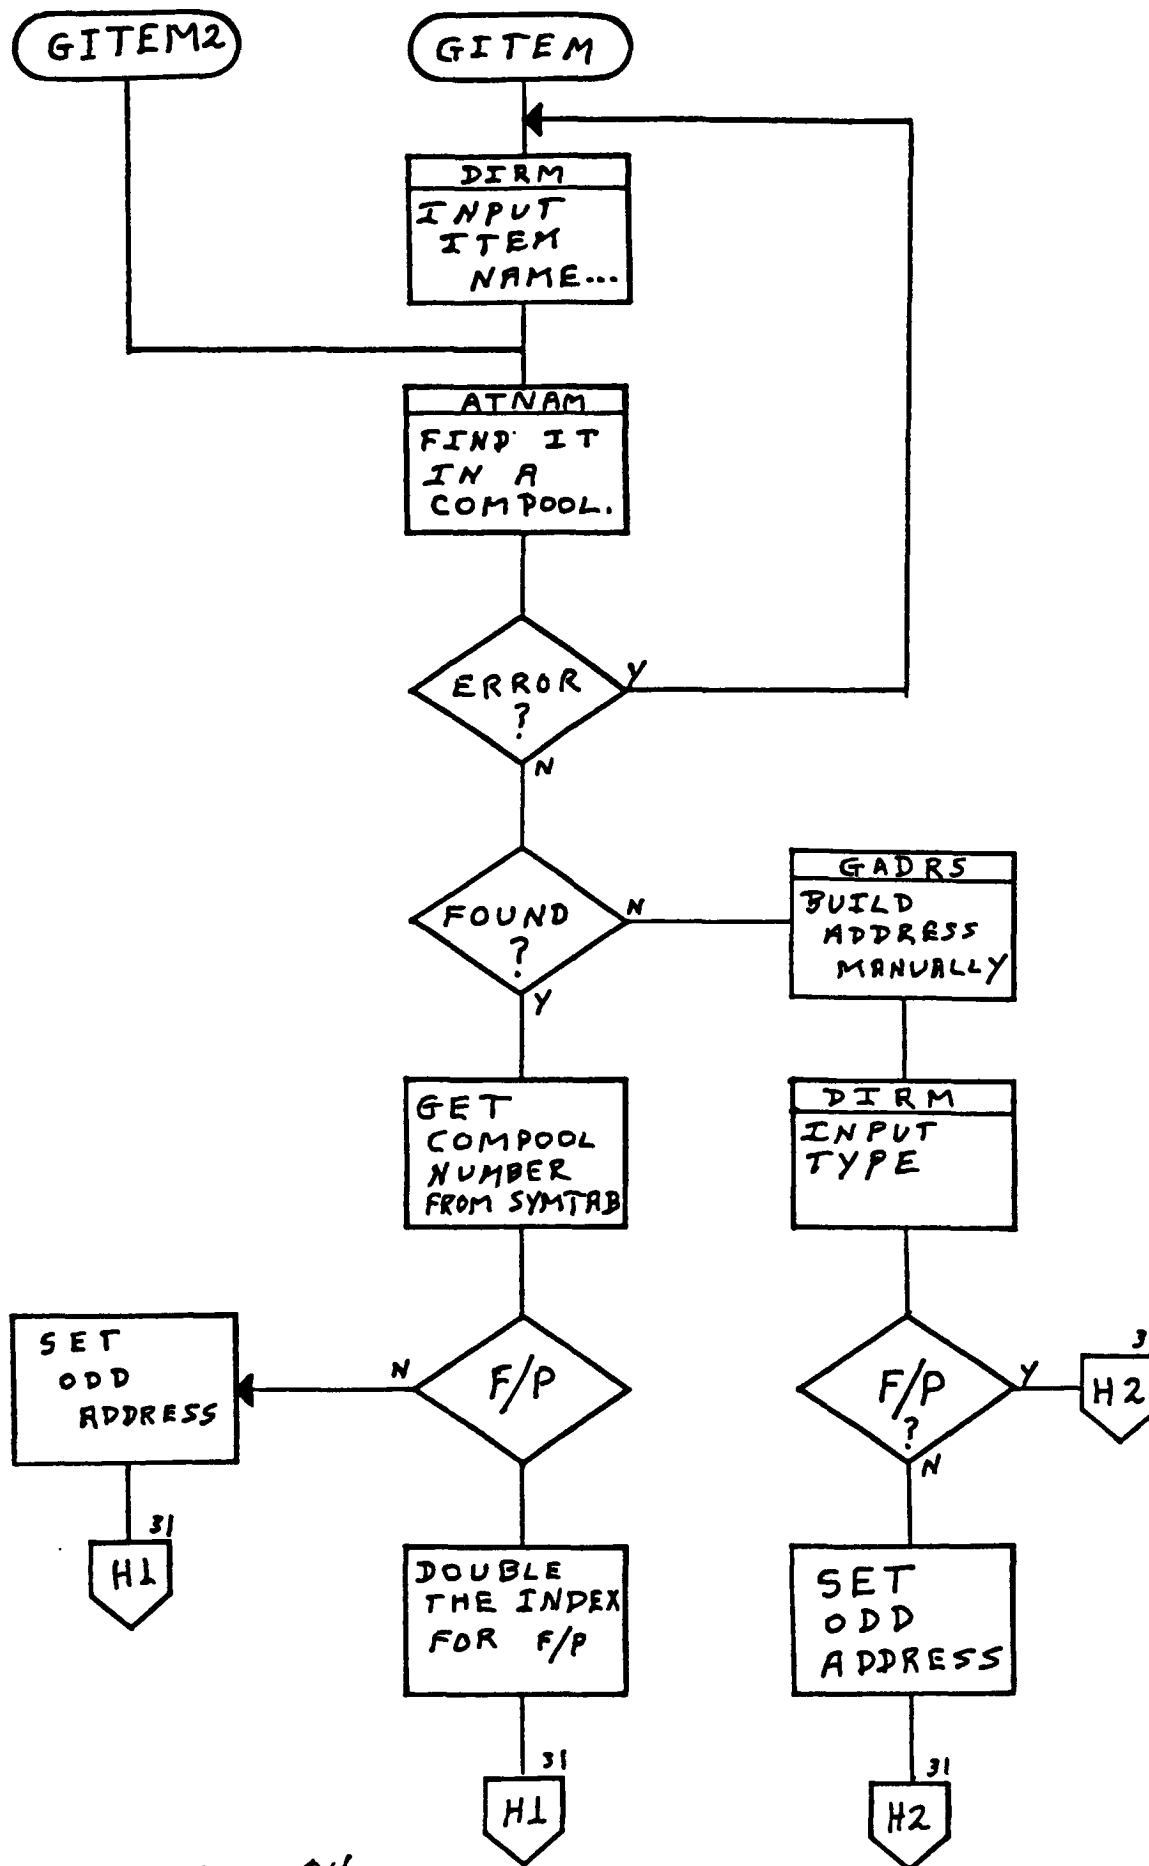 GITEM2
GITEM
DIRM
INPUT
ITEM
NAME...
ATNAM
FIND IT
IN A
COMPOOL.
ERROR
?
Y
N
FOUND
?
N
Y
GADRS
BUILD
ADDRESS
MANUALLY
GET
COMPOOL
NUMBER
FROM SYMTAB
DIRM
INPUT
TYPE
SET
ODD
ADDRESS
N
F/P
F/P
?
Y
N
3
H2
31
H1
DOUBLE
THE INDEX
FOR F/P
SET
ODD
ADDRESS
31
H1
31
H2